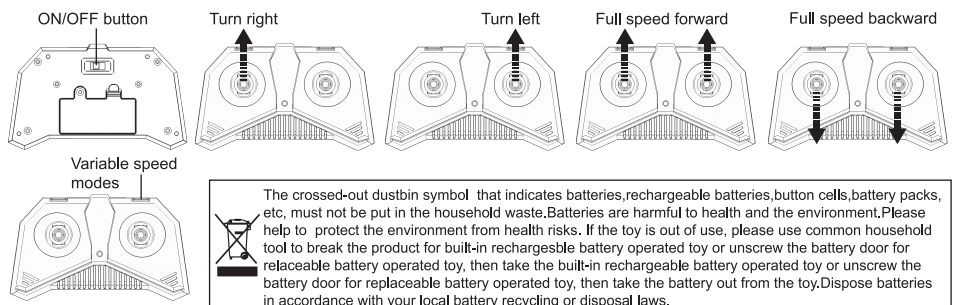 ON/OFF button
Turn right
Turn left
Full speed forward
Full speed backward
Variable speed
modes
The crossed-out dustbin symbol that indicates batteries,rechargeable batteries,button cells,battery packs,
etc, must not be put in the household waste.Batteries are harmful to health and the environment.Please
help to protect the environment from health risks. If the toy is out of use, please use common household
tool to break the product for built-in rechargesble battery operated toy or unscrew the battery door for
relaceable battery operated toy, then take the built-in rechargeable battery operated toy or unscrew the
battery door for replaceable battery operated toy, then take the battery out from the toy.Dispose batteries
in accordance with your local battery recycling or disposal laws.